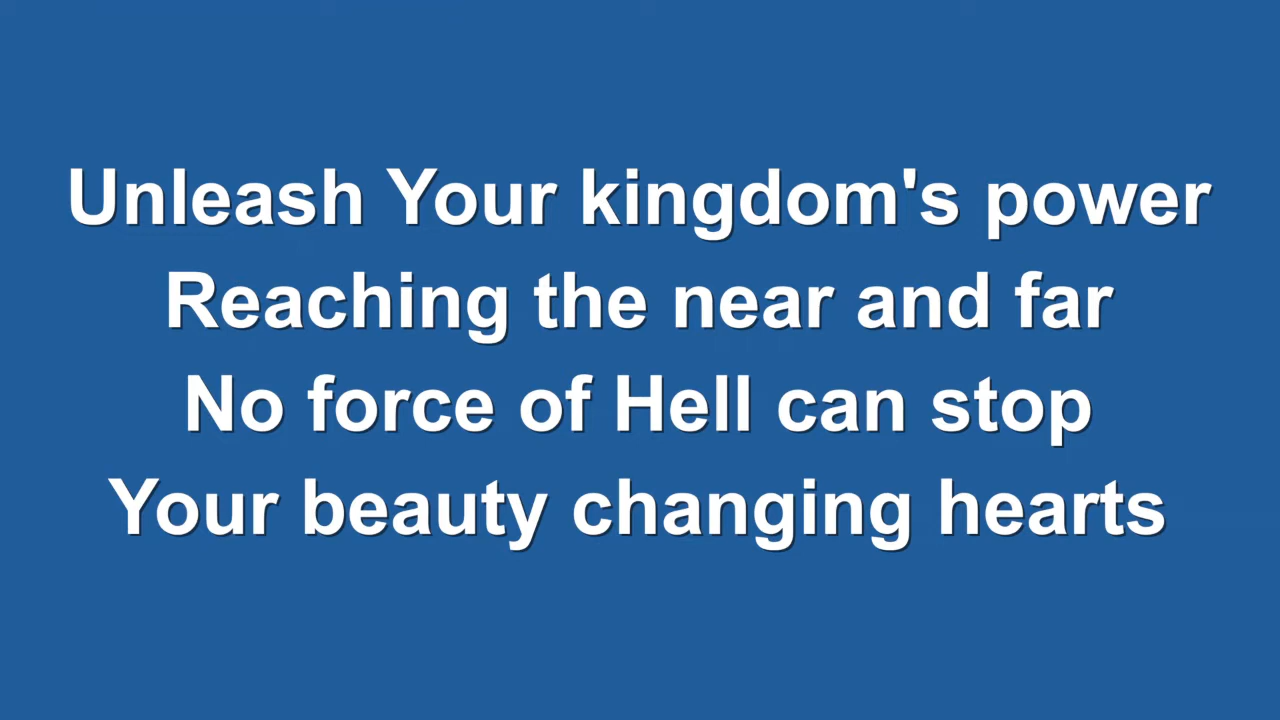 Unleash Your kingdom's power
Reaching the near and far
No force of Hell can stop
Your beauty changing hearts